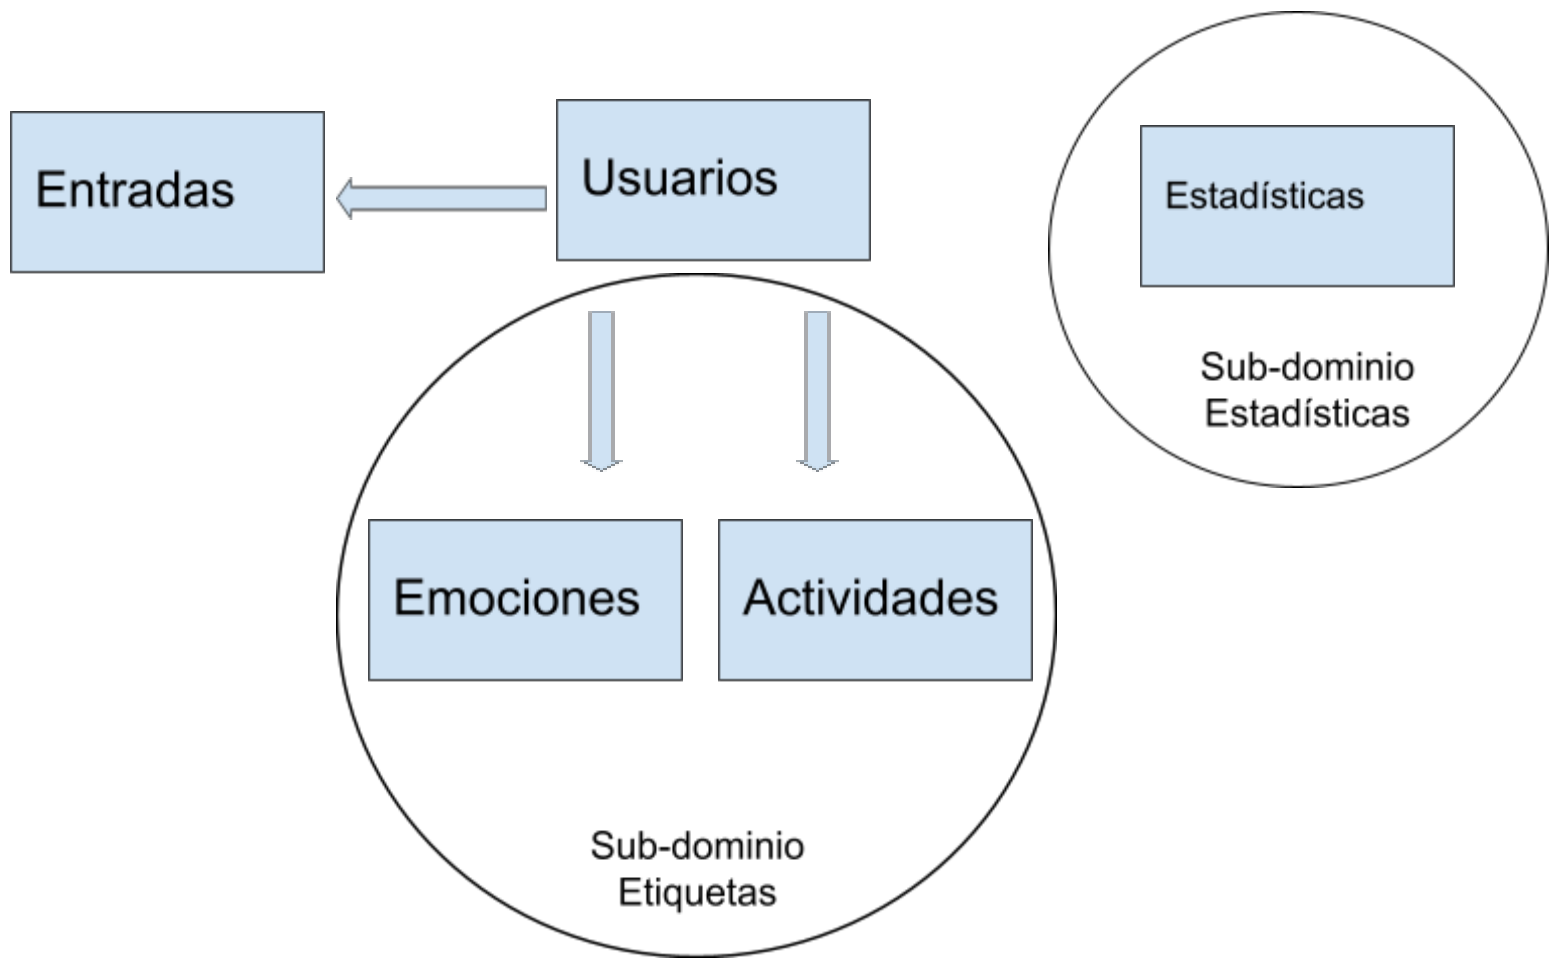 Entradas
Usuarios
Estadísticas
Sub-dominio
Estadísticas
Emociones
Actividades
Sub-dominio
Etiquetas